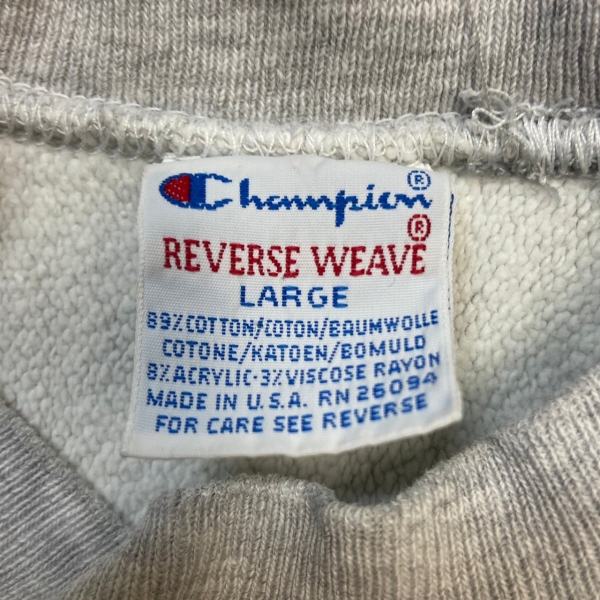 Champion®
®
REVERSE WEAVE
LARGE
89% COTTON/COTON/BAUMWOLLE
COTONE/KATOEN/BOMULD
8% ACRYLIC·3% VISCOSE RAYON
MADE IN U.S.A. RN 26094
FOR CARE SEE REVERSE